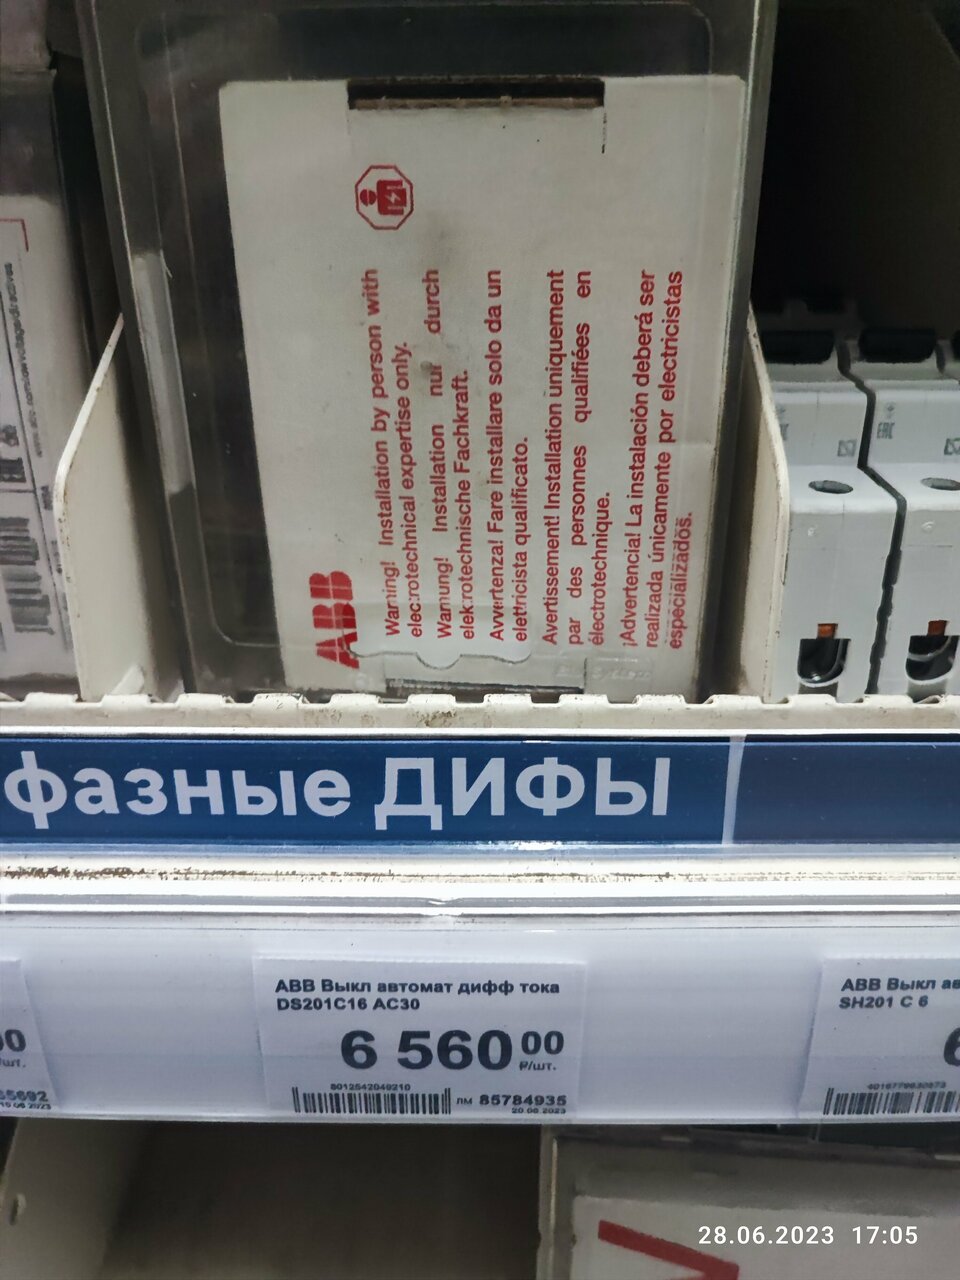 ABB
Warning! Installation by person with
electrotechnical expertise only.
Warnung! Installation nur durch
elektrotechnische Fachkraft.
Avvertenza! Fare installare solo da un
elettricista qualificato.
Avertissement! Installation uniquement
par des personnes qualifiées en
électrotechnique.
¡Advertencia! La instalación deberá ser
realizada únicamente por electricistas
especializados.
EAC
фазные ДИФЫ
ABB Выкл автомат дифф тока
DS201C16 AC30
6 560 00
₽/шт.
8012542049210
ЛМ 85784935
20.06.2023
ABB Выкл ав
SH201 C 6
28.06.2023 17:05